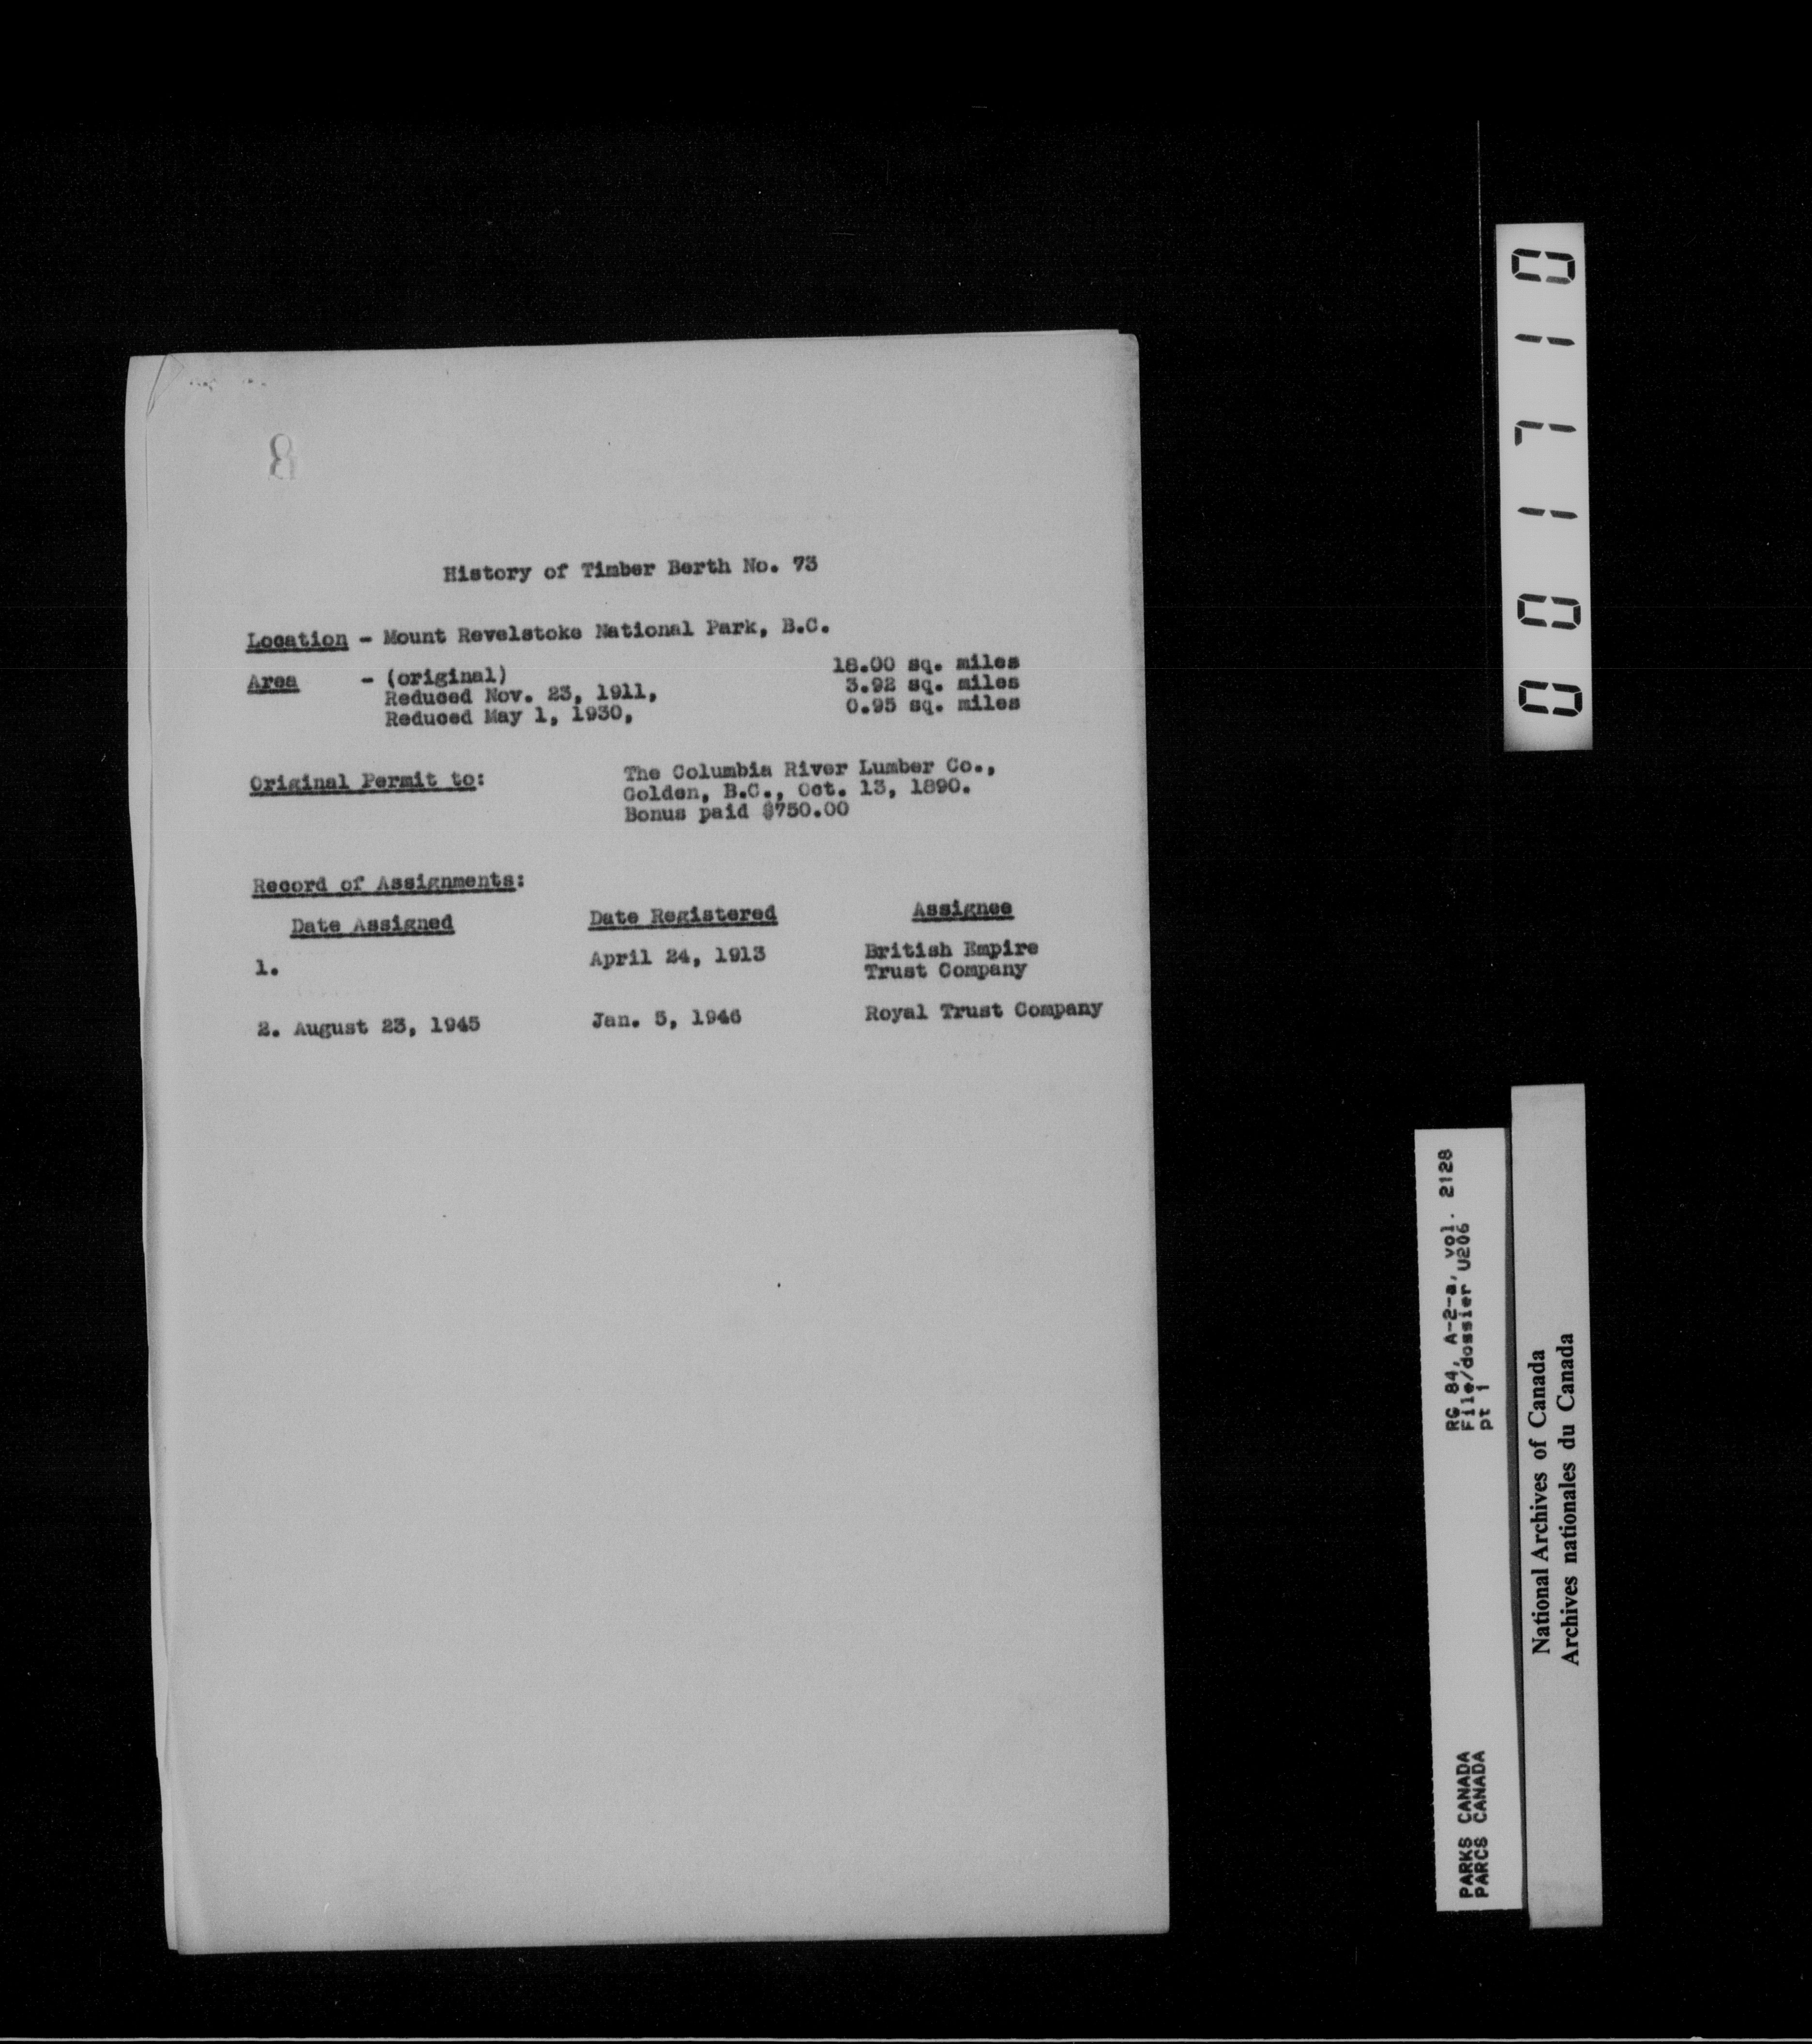 8
History of Timber Berth No. 73
Location - Mount Revelstoke National Park, B.C.
Area - (original) 18.00 sq. miles
Reduced Nov. 23, 1911, 3.92 sq. miles
Reduced May 1, 1930, 0.95 sq. miles
Original Permit to: The Columbia River Lumber Co.,
Golden, B.C., Oct. 13, 1890.
Bonus paid $750.00
Record of Assignments:
Date Assigned Date Registered Assignee
1. April 24, 1913 British Empire
Trust Company
2. August 23, 1945 Jan. 5, 1946 Royal Trust Company
001710
RG 84, A-2-a, vol. 2128
File/dossier U206
pt 1
PARKS CANADA
PARCS CANADA
National Archives of Canada
Archives nationales du Canada